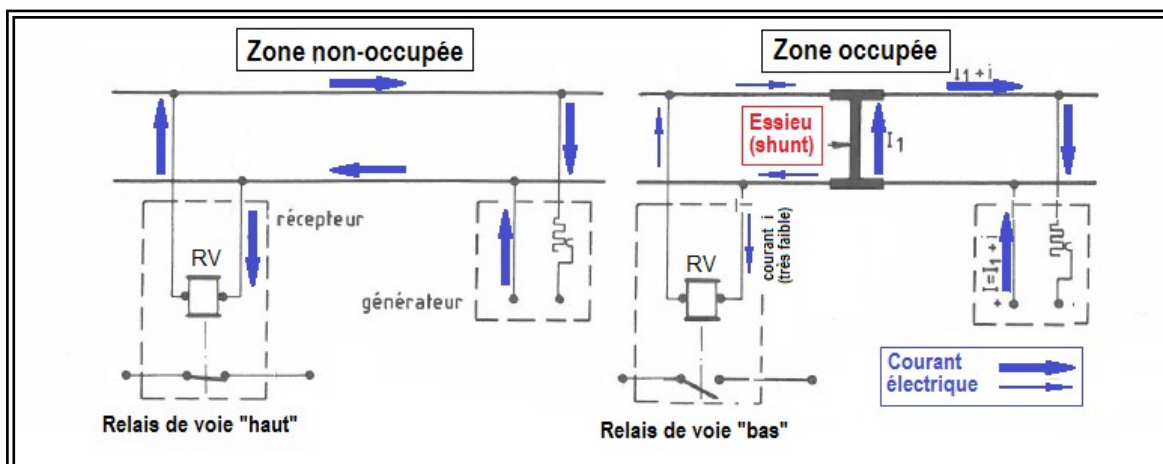 Zone non-occupée
récepteur
RV
générateur
Relais de voie "haut"
Zone occupée
I1 + i
Essieu
(shunt)
I1
RV
courant i
(très faible)
I=I1+i
+
Courant
électrique
Relais de voie "bas"